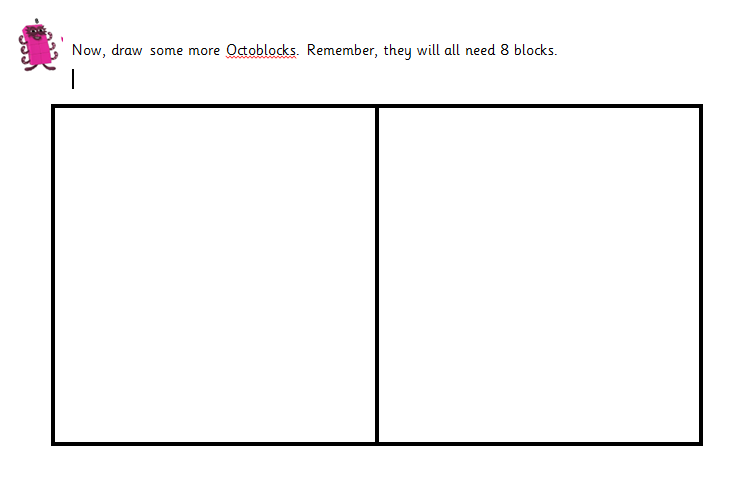 Now, draw some more Octoblocks. Remember, they will all need 8 blocks.